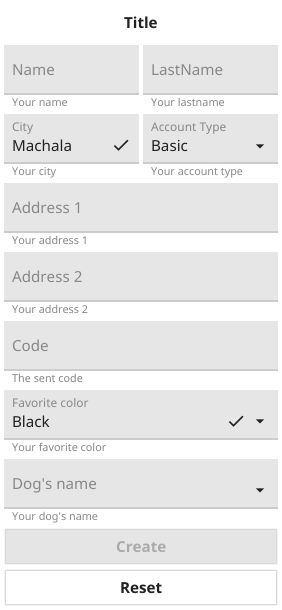 Title
Name LastName
Your name Your lastname
City Account Type
Machala Basic
Your city Your account type
Address 1
Your address 1
Address 2
Your address 2
Code
The sent code
Favorite color
Black
Your favorite color
Dog's name
Your dog's name
Create
Reset